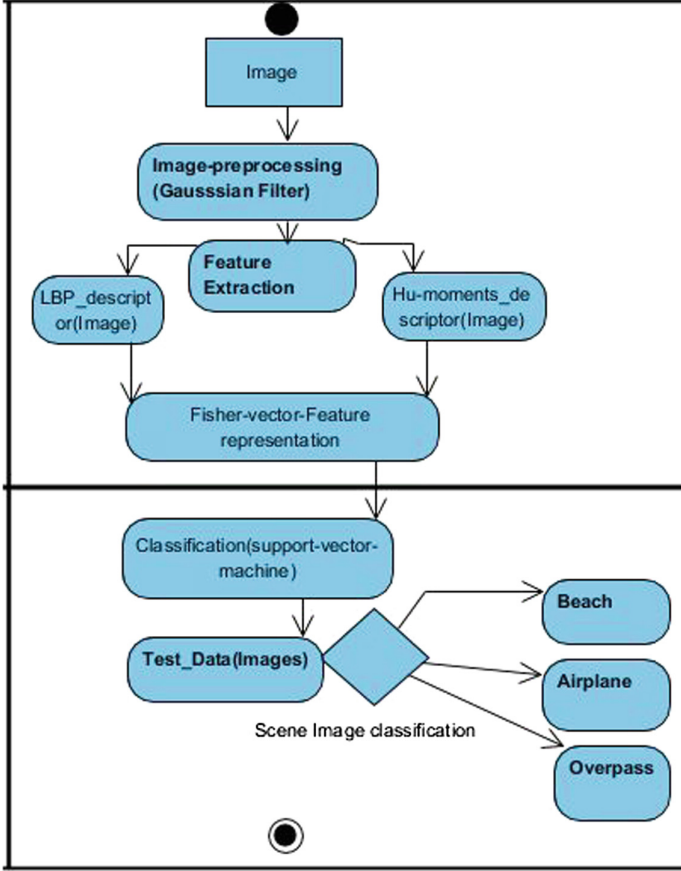 Image
Image-preprocessing
(Gausssian Filter)
Feature
Extraction
LBP_descript
or(Image)
Hu-moments_de
scriptor(Image)
Fisher-vector-Feature
representation
Classification(support-vector-
machine)
Test_Data(Images)
Beach
Airplane
Overpass
Scene Image classification